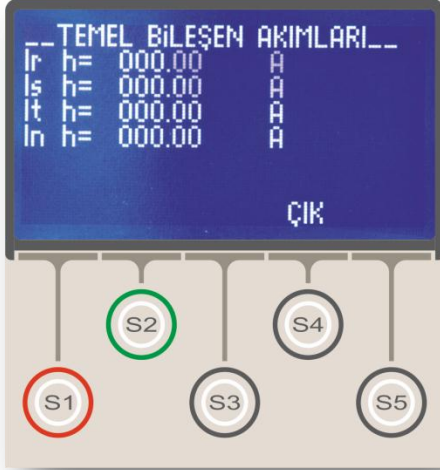 __TEMEL BİLEŞEN AKIMLARI__
Ir h= 000.00 A
Is h= 000.00 A
It h= 000.00 A
In h= 000.00 A
ÇIK
S2 S4
S1 S3 S5